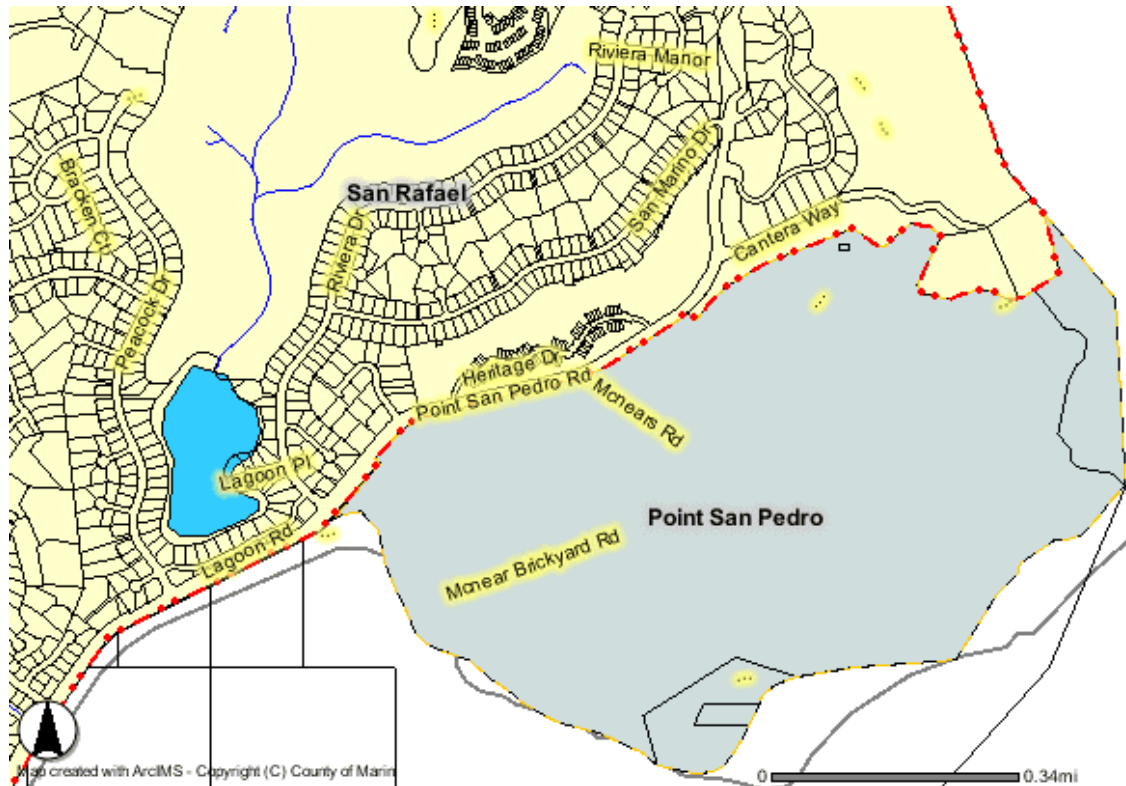 ...
Riviera Manor
...
...
...
Bracken Ct
San Marino Dr
San Rafael
Cantera Way
Riviera Dr
Peacock Dr
...
...
Heritage Dr
Point San Pedro Rd
Mcnears Rd
Lagoon Pl
Point San Pedro
Lagoon Rd
...
Mcnear Brickyard Rd
...
Map created with ArcIMS - Copyright (C) County of Marin
0
0.34mi